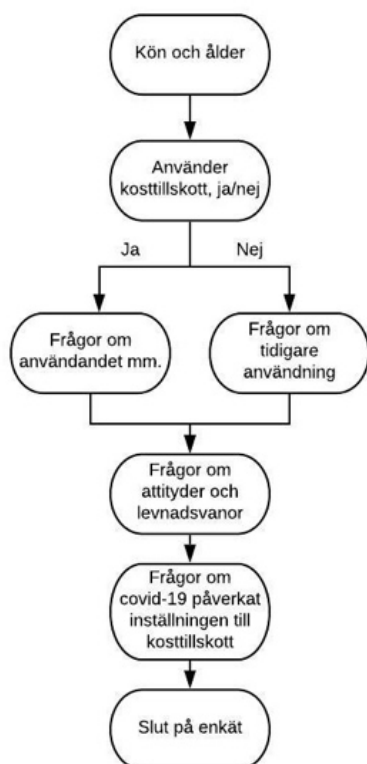 Kön och ålder
Använder
kosttillskott, ja/nej
Ja
Nej
Frågor om
användandet mm.
Frågor om
tidigare
användning
Frågor om
attityder och
levnadsvanor
Frågor om
covid-19 påverkat
inställningen till
kosttillskott
Slut på enkät